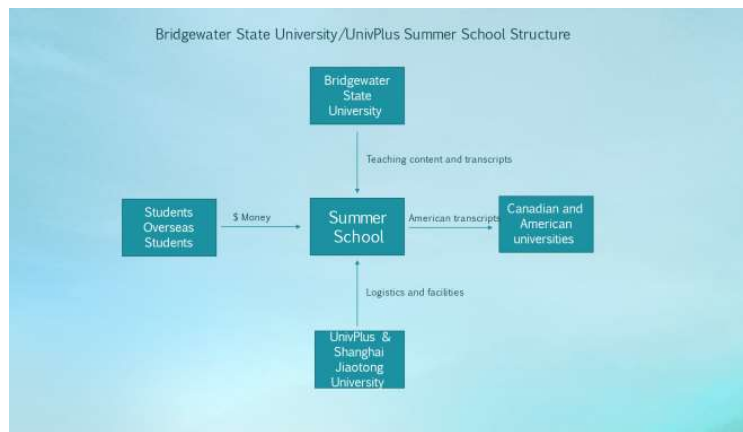 Bridgewater State University/UnivPlus Summer School Structure
Bridgewater
State
University
Teaching content and transcripts
Students
Overseas
Students
$ Money
Summer
School
American transcripts
Canadian and
American
universities
Logistics and facilities
UnivPlus &
Shanghai
Jiaotong
University